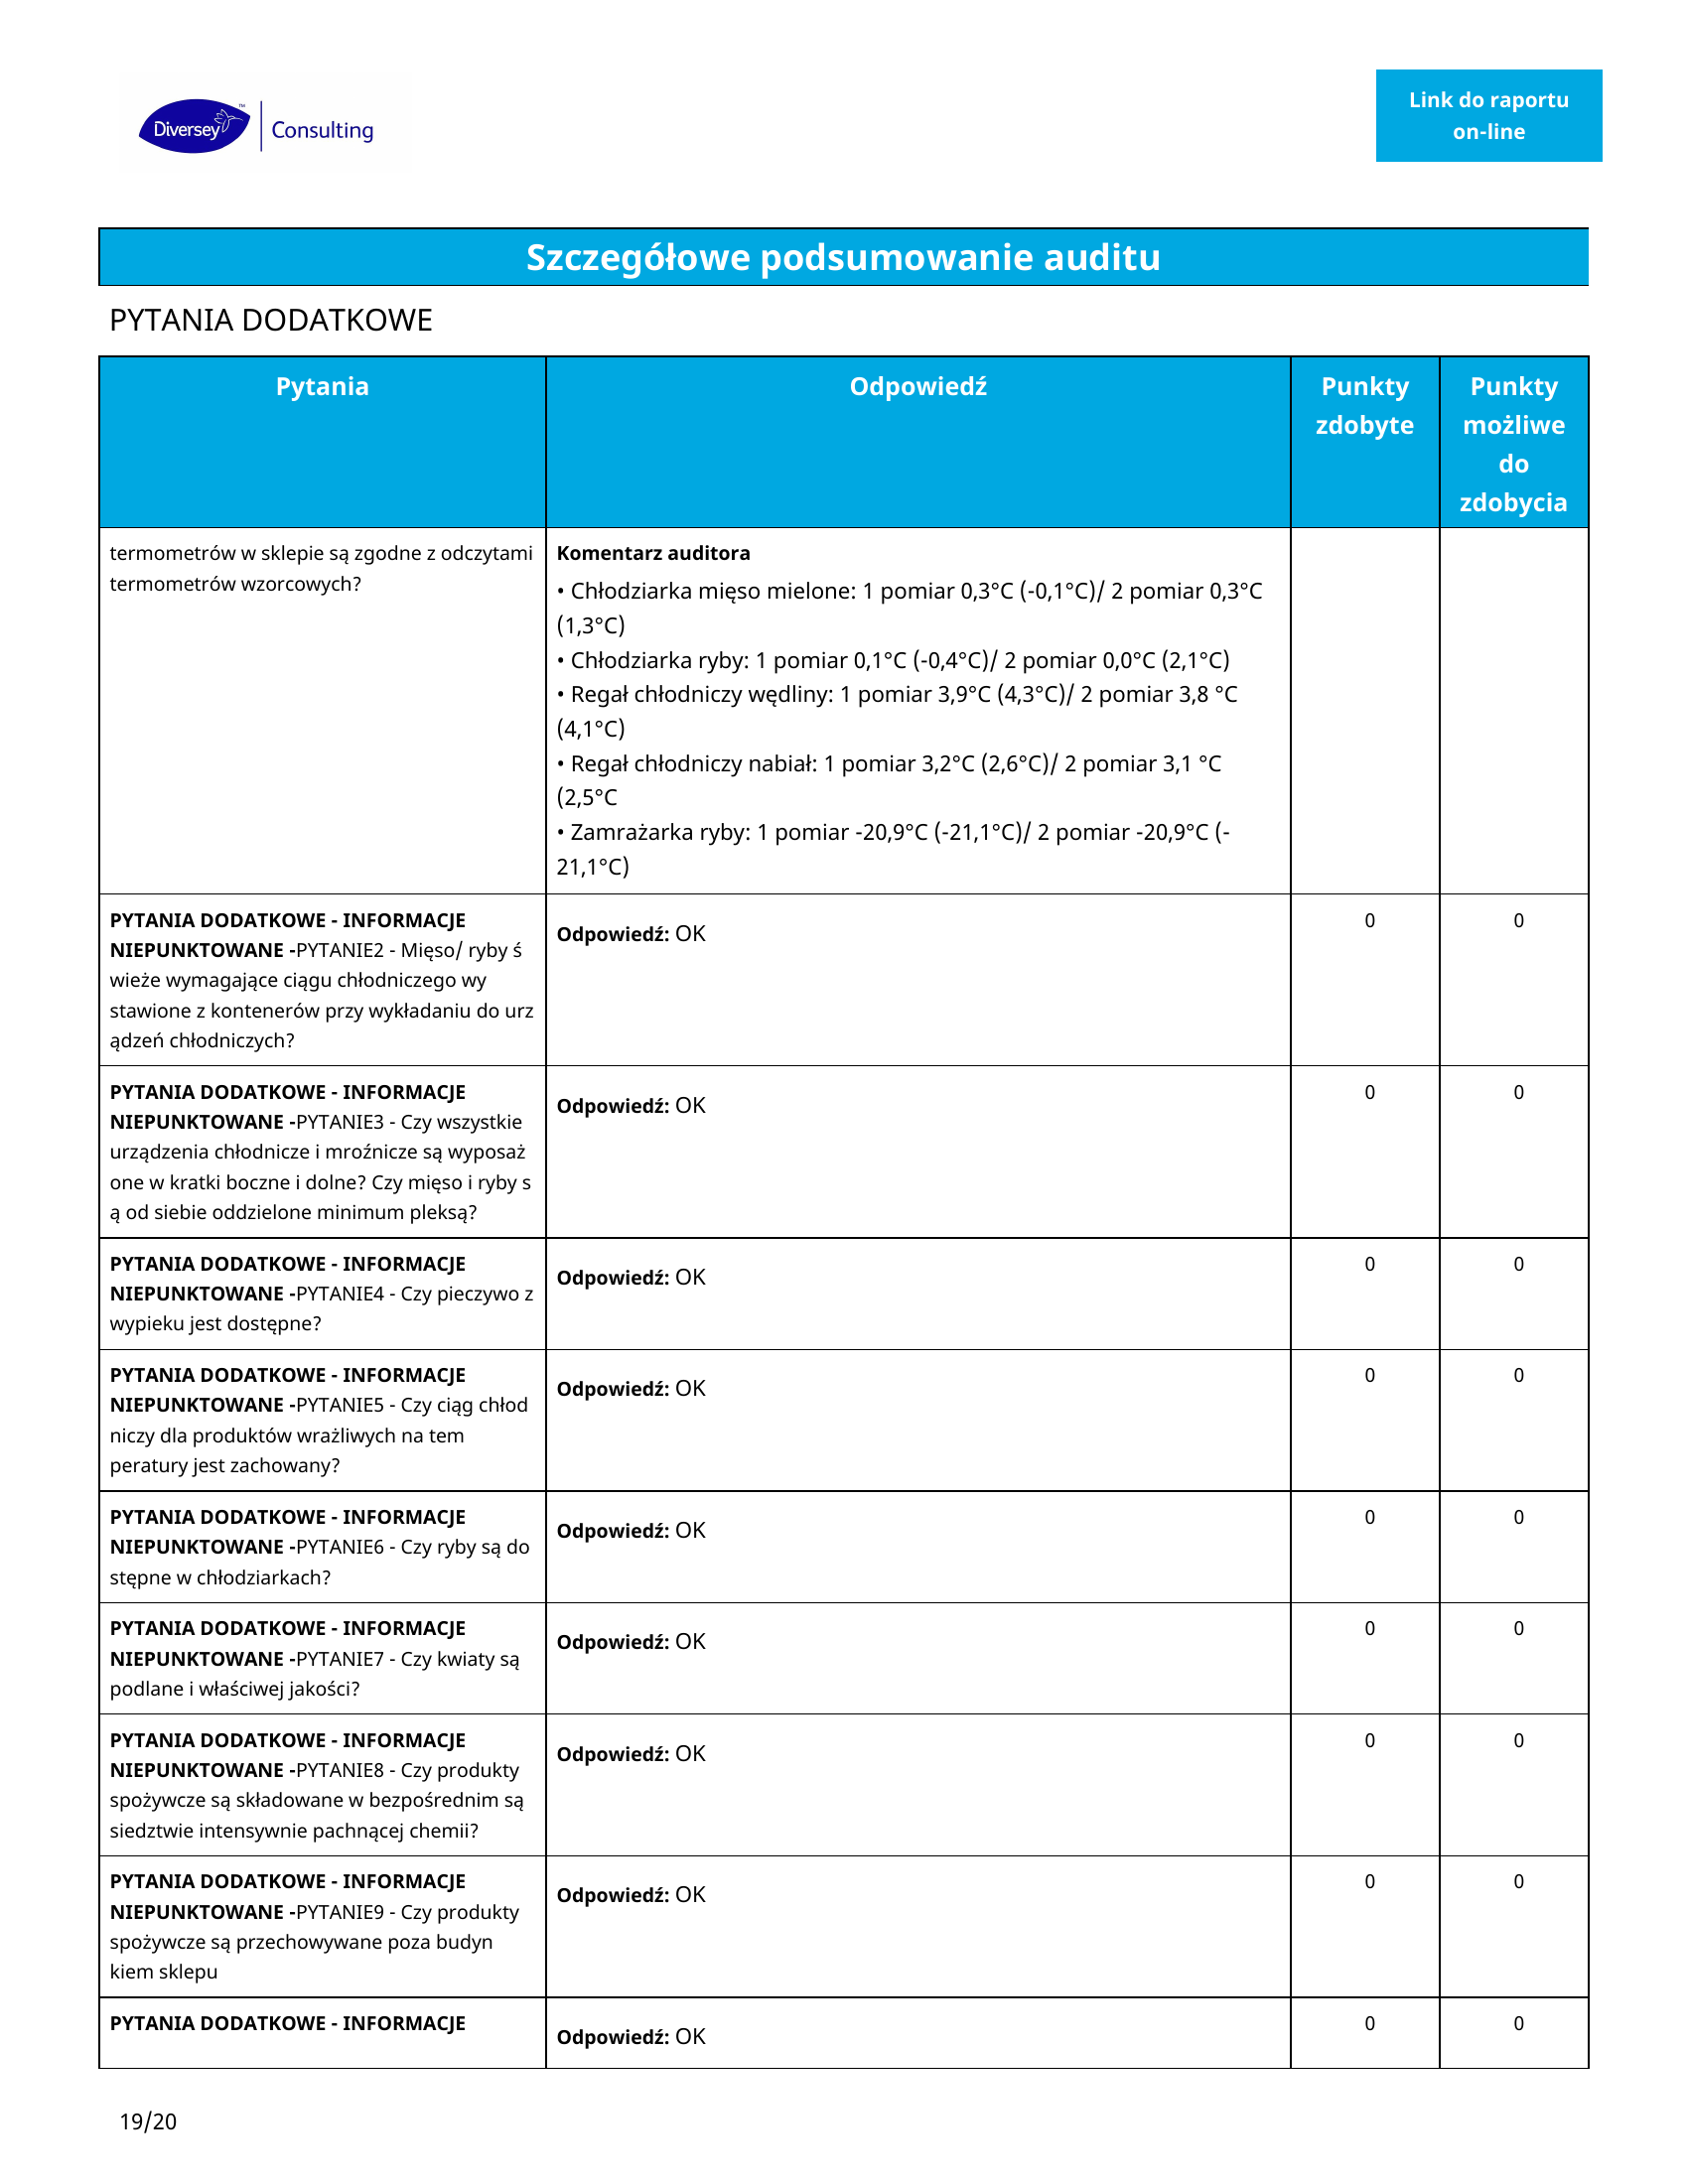 Diversey
™
Consulting
Link do raportu
on-line
Szczegółowe podsumowanie auditu
PYTANIA DODATKOWE
Pytania
Odpowiedź
Punkty
zdobyte
Punkty
możliwe
do
zdobycia
termometrów w sklepie są zgodne z odczytami
termometrów wzorcowych?
Komentarz auditora
• Chłodziarka mięso mielone: 1 pomiar 0,3°C (-0,1°C)/ 2 pomiar 0,3°C
(1,3°C)
• Chłodziarka ryby: 1 pomiar 0,1°C (-0,4°C)/ 2 pomiar 0,0°C (2,1°C)
• Regał chłodniczy wędliny: 1 pomiar 3,9°C (4,3°C)/ 2 pomiar 3,8 °C
(4,1°C)
• Regał chłodniczy nabiał: 1 pomiar 3,2°C (2,6°C)/ 2 pomiar 3,1 °C
(2,5°C
• Zamrażarka ryby: 1 pomiar -20,9°C (-21,1°C)/ 2 pomiar -20,9°C (-
21,1°C)
PYTANIA DODATKOWE - INFORMACJE
NIEPUNKTOWANE -PYTANIE2 - Mięso/ ryby ś
wieże wymagające ciągu chłodniczego wy
stawione z kontenerów przy wykładaniu do urz
ądzeń chłodniczych?
Odpowiedź: OK
0
0
PYTANIA DODATKOWE - INFORMACJE
NIEPUNKTOWANE -PYTANIE3 - Czy wszystkie
urządzenia chłodnicze i mroźnicze są wyposaż
one w kratki boczne i dolne? Czy mięso i ryby s
ą od siebie oddzielone minimum pleksą?
Odpowiedź: OK
0
0
PYTANIA DODATKOWE - INFORMACJE
NIEPUNKTOWANE -PYTANIE4 - Czy pieczywo z
wypieku jest dostępne?
Odpowiedź: OK
0
0
PYTANIA DODATKOWE - INFORMACJE
NIEPUNKTOWANE -PYTANIE5 - Czy ciąg chłod
niczy dla produktów wrażliwych na tem
peratury jest zachowany?
Odpowiedź: OK
0
0
PYTANIA DODATKOWE - INFORMACJE
NIEPUNKTOWANE -PYTANIE6 - Czy ryby są do
stępne w chłodziarkach?
Odpowiedź: OK
0
0
PYTANIA DODATKOWE - INFORMACJE
NIEPUNKTOWANE -PYTANIE7 - Czy kwiaty są
podlane i właściwej jakości?
Odpowiedź: OK
0
0
PYTANIA DODATKOWE - INFORMACJE
NIEPUNKTOWANE -PYTANIE8 - Czy produkty
spożywcze są składowane w bezpośrednim są
siedztwie intensywnie pachnącej chemii?
Odpowiedź: OK
0
0
PYTANIA DODATKOWE - INFORMACJE
NIEPUNKTOWANE -PYTANIE9 - Czy produkty
spożywcze są przechowywane poza budyn
kiem sklepu
Odpowiedź: OK
0
0
PYTANIA DODATKOWE - INFORMACJE
Odpowiedź: OK
0
0
19/20